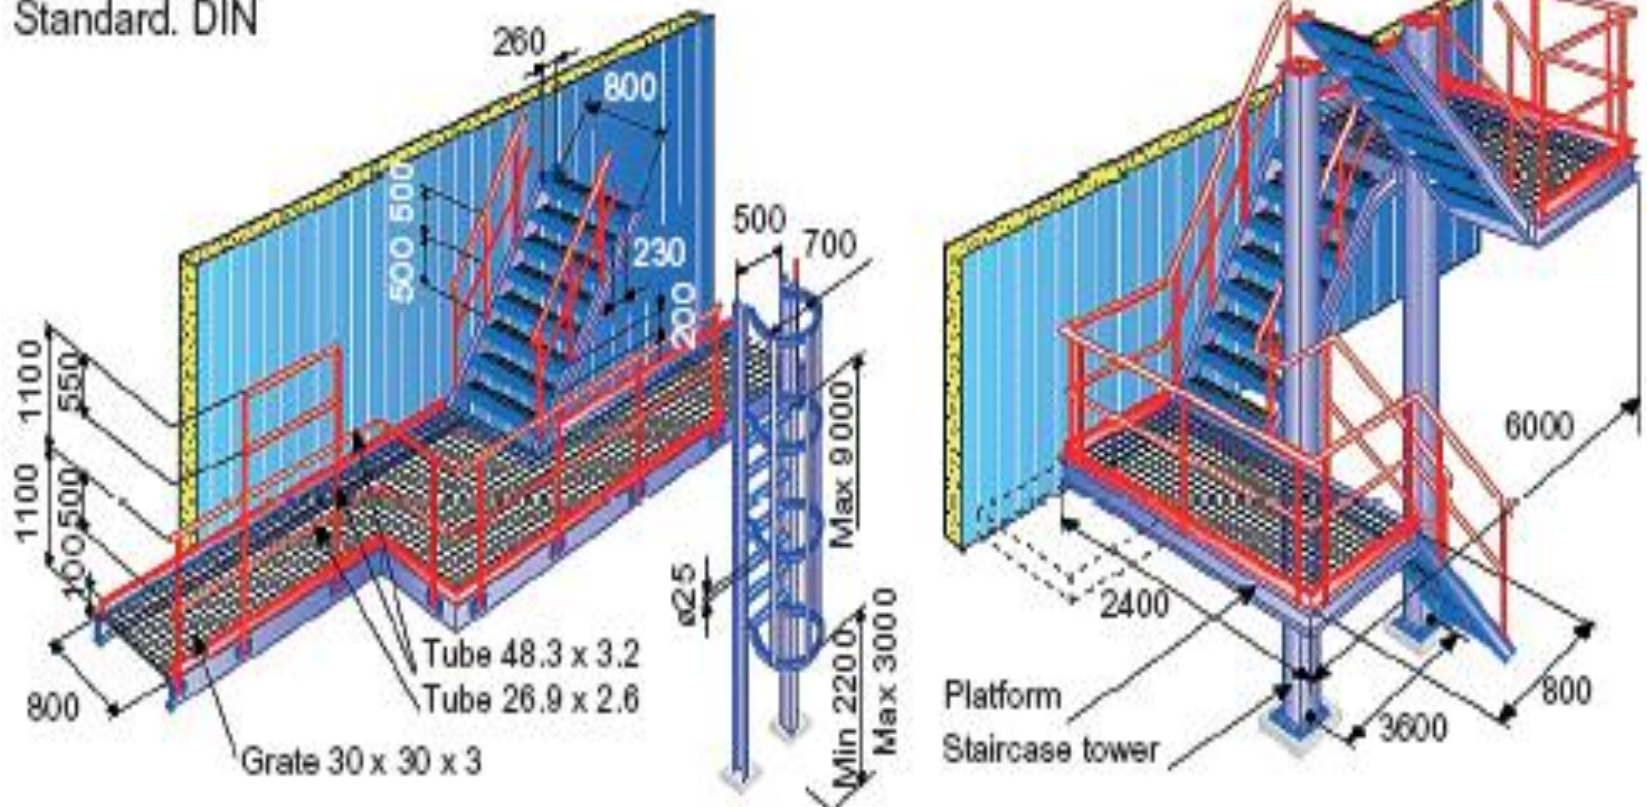 Standard. DIN
260
800
500
500
230
200
1100
550
1100
500
100
800
Tube 48.3 x 3.2
Tube 26.9 x 2.6
Grate 30 x 30 x 3
500
700
Max 9000
ø25
Min 2200
Max 3000
6000
2400
800
3600
Platform
Staircase tower